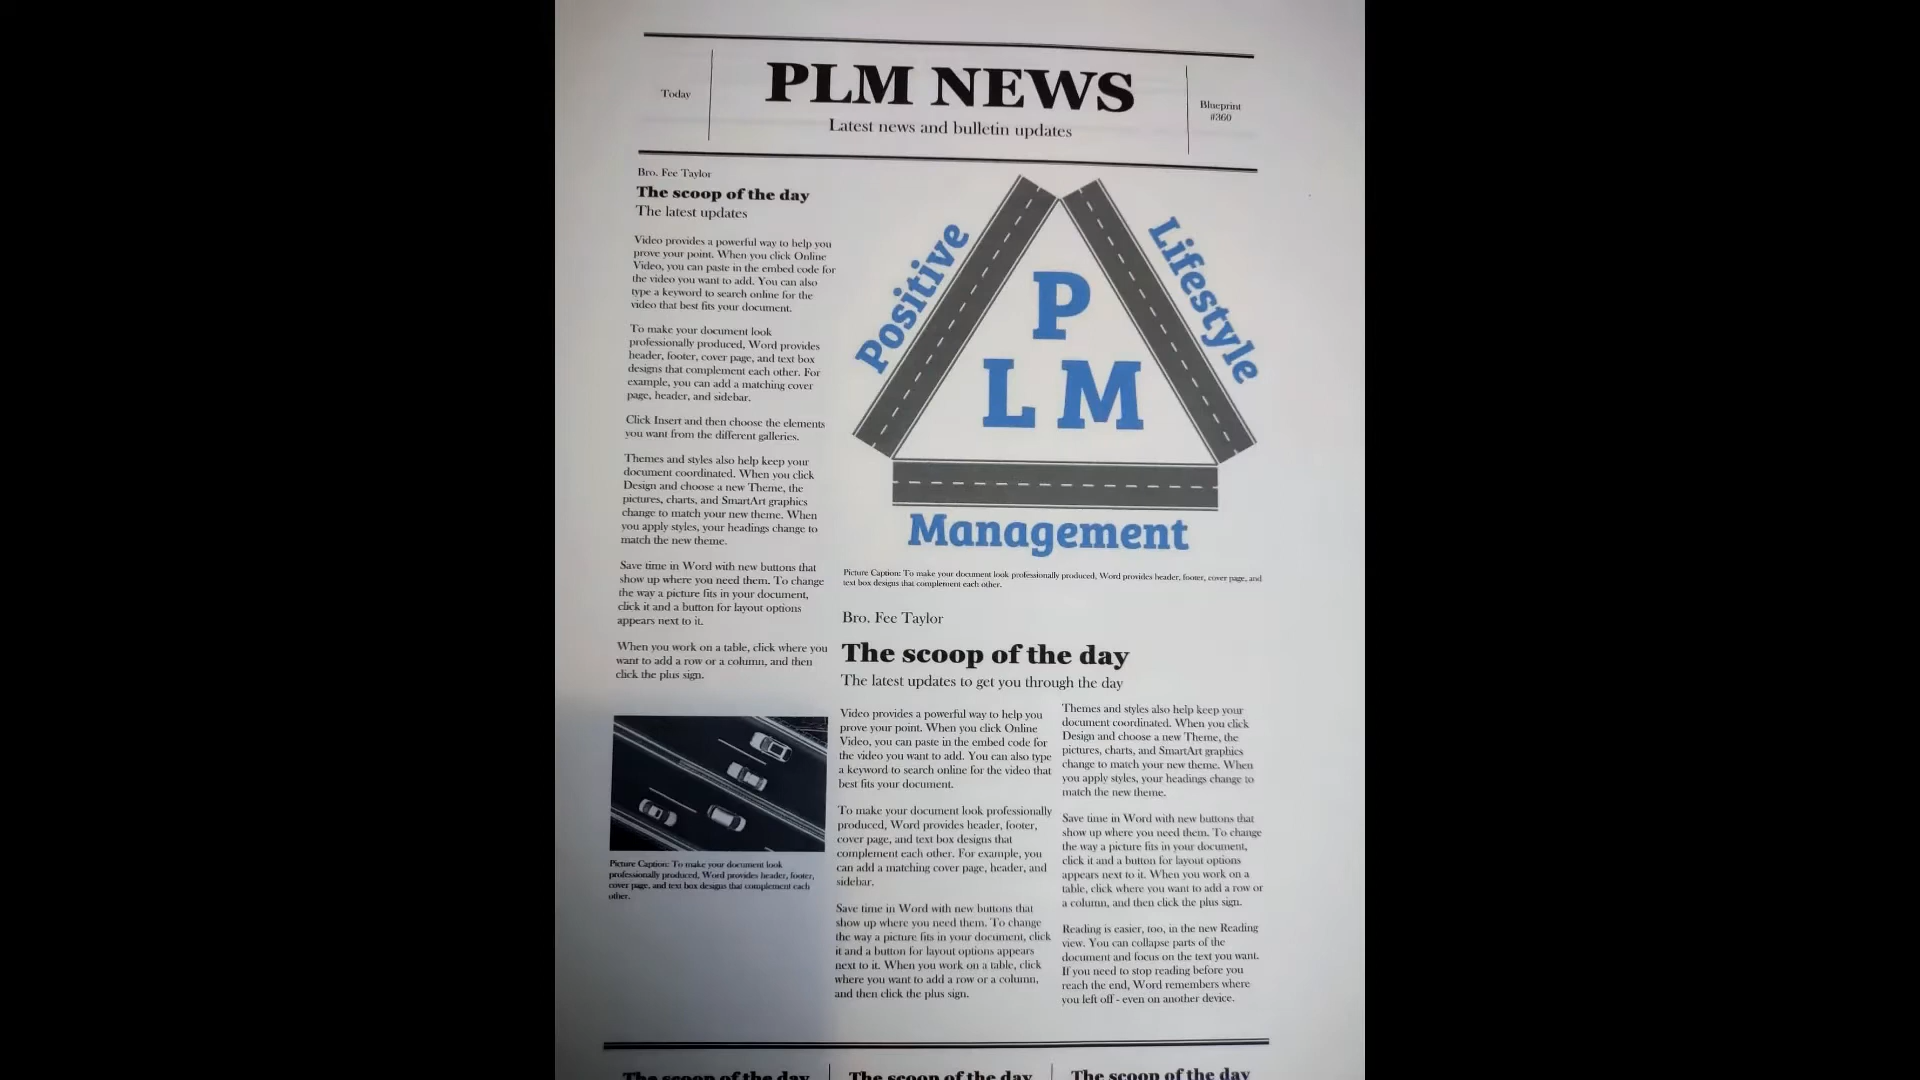 Today
PLM NEWS
Latest news and bulletin updates
Blueprint
#360
Bro. Fee Taylor
The scoop of the day
The latest updates
Video provides a powerful way to help you
prove your point. When you click Online
Video, you can paste in the embed code for
the video you want to add. You can also
type a keyword to search online for the
video that best fits your document.
To make your document look
professionally produced, Word provides
header, footer, cover page, and text box
designs that complement each other. For
example, you can add a matching cover
page, header, and sidebar.
Click Insert and then choose the elements
you want from the different galleries.
Themes and styles also help keep your
document coordinated. When you click
Design and choose a new Theme, the
pictures, charts, and SmartArt graphics
change to match your new theme. When
you apply styles, your headings change to
match the new theme.
Save time in Word with new buttons that
show up where you need them. To change
the way a picture fits in your document,
click it and a button for layout options
appears next to it.
When you work on a table, click where you
want to add a row or a column, and then
click the plus sign.
Picture Caption: To make your document look
professionally produced, Word provides header, footer,
cover page, and text box designs that complement each
other.
Positive
Lifestyle
P
L M
Management
Picture Caption: To make your document look professionally produced, Word provides header, footer, cover page, and
text box designs that complement each other.
Bro. Fee Taylor
The scoop of the day
The latest updates to get you through the day
Video provides a powerful way to help you
prove your point. When you click Online
Video, you can paste in the embed code for
the video you want to add. You can also type
a keyword to search online for the video that
best fits your document.
To make your document look professionally
produced, Word provides header, footer,
cover page, and text box designs that
complement each other. For example, you
can add a matching cover page, header, and
sidebar.
Save time in Word with new buttons that
show up where you need them. To change
the way a picture fits in your document, click
it and a button for layout options appears
next to it. When you work on a table, click
where you want to add a row or a column,
and then click the plus sign.
Themes and styles also help keep your
document coordinated. When you click
Design and choose a new Theme, the
pictures, charts, and SmartArt graphics
change to match your new theme. When
you apply styles, your headings change to
match the new theme.
Save time in Word with new buttons that
show up where you need them. To change
the way a picture fits in your document,
click it and a button for layout options
appears next to it. When you work on a
table, click where you want to add a row or
a column, and then click the plus sign.
Reading is easier, too, in the new Reading
view. You can collapse parts of the
document and focus on the text you want.
If you need to stop reading before you
reach the end, Word remembers where
you left off - even on another device.
The scoop of the day
The scoop of the day
The scoop of the day